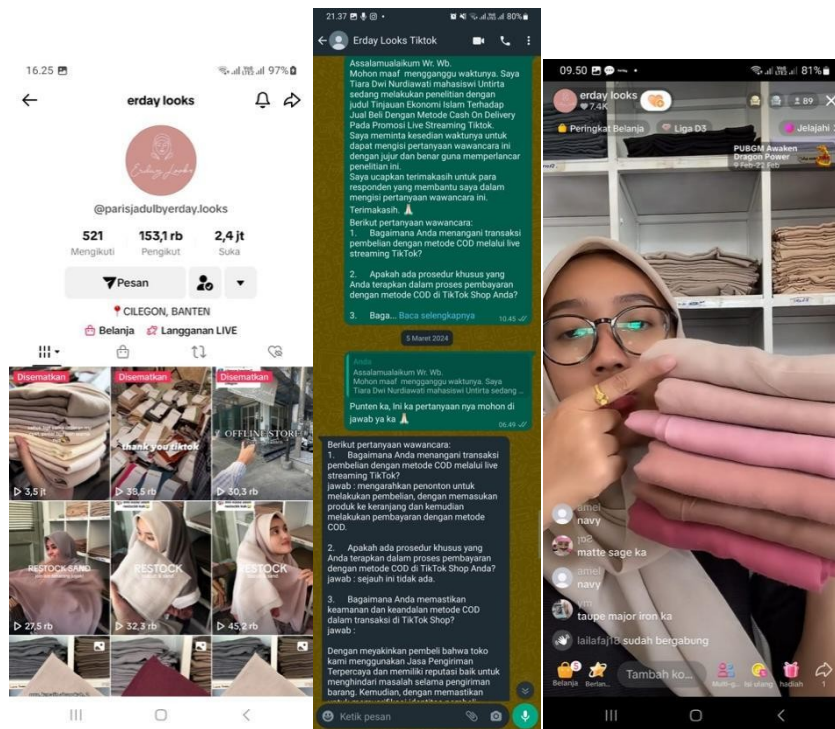 16.25
97%
erday looks
Erday Looks
@parisjadulbyerday.looks
521
153,1 rb
2,4 jt
Mengikuti
Pengikut
Suka
Pesan
CILEGON, BANTEN
Belanja
Langganan LIVE
Disematkan
Disematkan
Disematkan
thank you tiktok
OFFLINE STORE
3,5 jt
38,5 rb
30,3 rb
RESTOCK SAND
RESTOCK
RESTOCK
27,5 rb
32,3 rb
45,2 rb
21.37
80%
Erday Looks Tiktok
Assalamualaikum Wr. Wb.
Mohon maaf mengganggu waktunya. Saya
Tiara Dwi Nurdiawati mahasiswi Untirta
sedang melakukan penelitian dengan
judul Tinjauan Ekonomi Islam Terhadap
Jual Beli Dengan Metode Cash On Delivery
Pada Promosi Live Streaming Tiktok.
Saya meminta kesedian waktunya untuk
dapat mengisi pertanyaan wawancara ini
dengan jujur dan benar guna memperlancar
penelitian ini.
Saya ucapkan terimakasih untuk para
responden yang membantu saya dalam
mengisi pertanyaan wawancara ini.
Terimakasih. 🙏
Berikut pertanyaan wawancara:
1. Bagaimana Anda menangani transaksi
pembelian dengan metode COD melalui live
streaming TikTok?
2. Apakah ada prosedur khusus yang
Anda terapkan dalam proses pembayaran
dengan metode COD di TikTok Shop Anda?
3. Baga... Baca selengkapnya
10.45
5 Maret 2024
Anda
Assalamualaikum Wr. Wb.
Mohon maaf mengganggu waktunya. Saya
Tiara Dwi Nurdiawati mahasiswi Untirta sedang ...
Punten ka, Ini ka pertanyaan nya mohon di
jawab ya ka 🙏
06.49
Berikut pertanyaan wawancara:
1. Bagaimana Anda menangani transaksi
pembelian dengan metode COD melalui live
streaming TikTok?
jawab : mengarahkan penonton untuk
melakukan pembelian, dengan memasukan
produk ke keranjang dan kemudian
melakukan pembayaran dengan metode
COD.
2. Apakah ada prosedur khusus yang
Anda terapkan dalam proses pembayaran
dengan metode COD di TikTok Shop Anda?
jawab : sejauh ini tidak ada.
3. Bagaimana Anda memastikan
keamanan dan keandalan metode COD
dalam transaksi di TikTok Shop?
jawab :
Dengan meyakinkan pembeli bahwa toko
kami menggunakan Jasa Pengiriman
Terpercaya dan memiliki reputasi baik untuk
menghindari masalah selama pengiriman
barang. Kemudian, dengan memastikan
Ketik pesan
09.50
81%
erday looks
7.4K
89
Peringkat Belanja
Liga D3
Jelajahi
PUBGM Awaken
Dragon Power
9 Feb-22 Feb
amel
navy
matte sage ka
amel
navy
ym
taupe major iron ka
lailafaj18 sudah bergabung
5
Tambah ko...
Belanja
Berlan...
Multi-g...
Isi ulang
hadiah
1